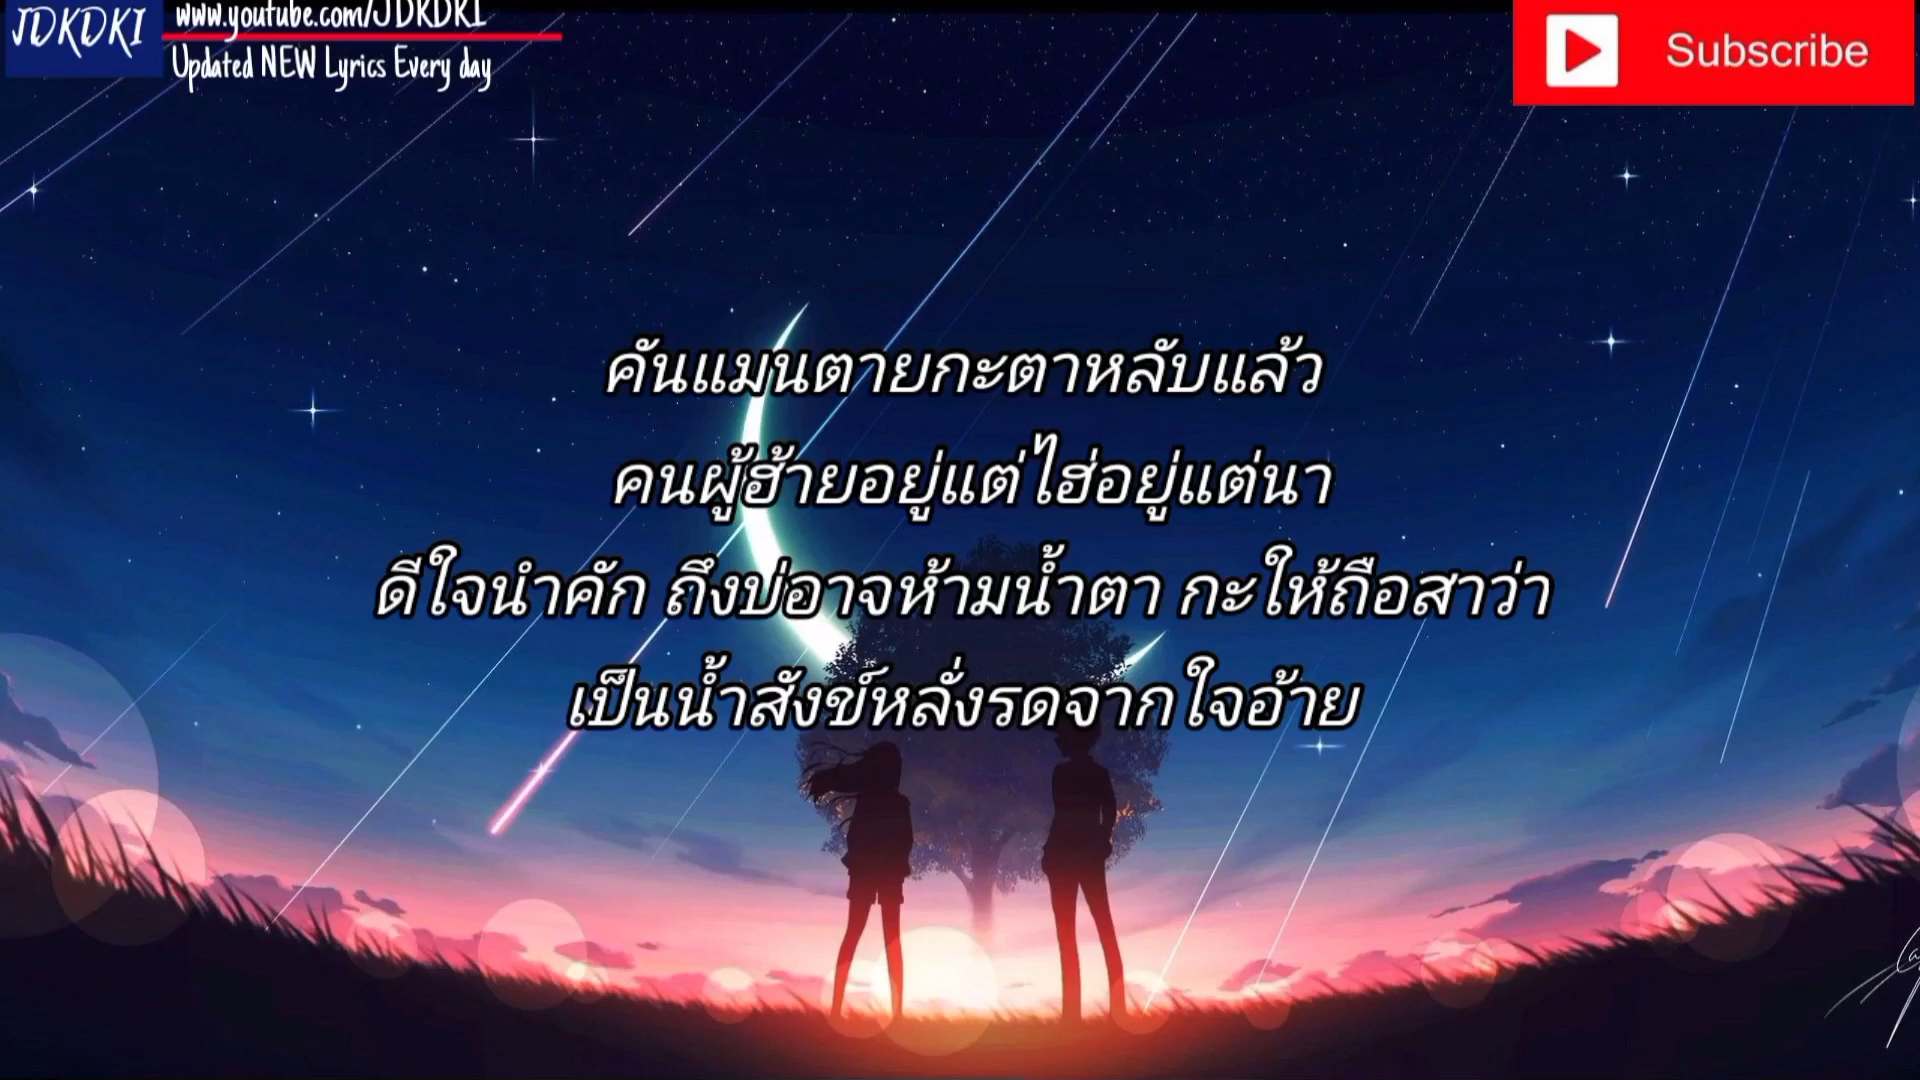 JDKDKI
www.youtube.com/JDKDKI
Updated NEW Lyrics Every day
Subscribe
คันแมนตายกะตาหลับแล้ว
คนผู้ฮ้ายอยู่แต่ไฮ่อยู่แต่นา
ดีใจนำคัก ถึงบ่อาจห้ามน้ำตา กะให้ถือสาว่า
เป็นน้ำสังข์หลั่งรดจากใจอ้าย